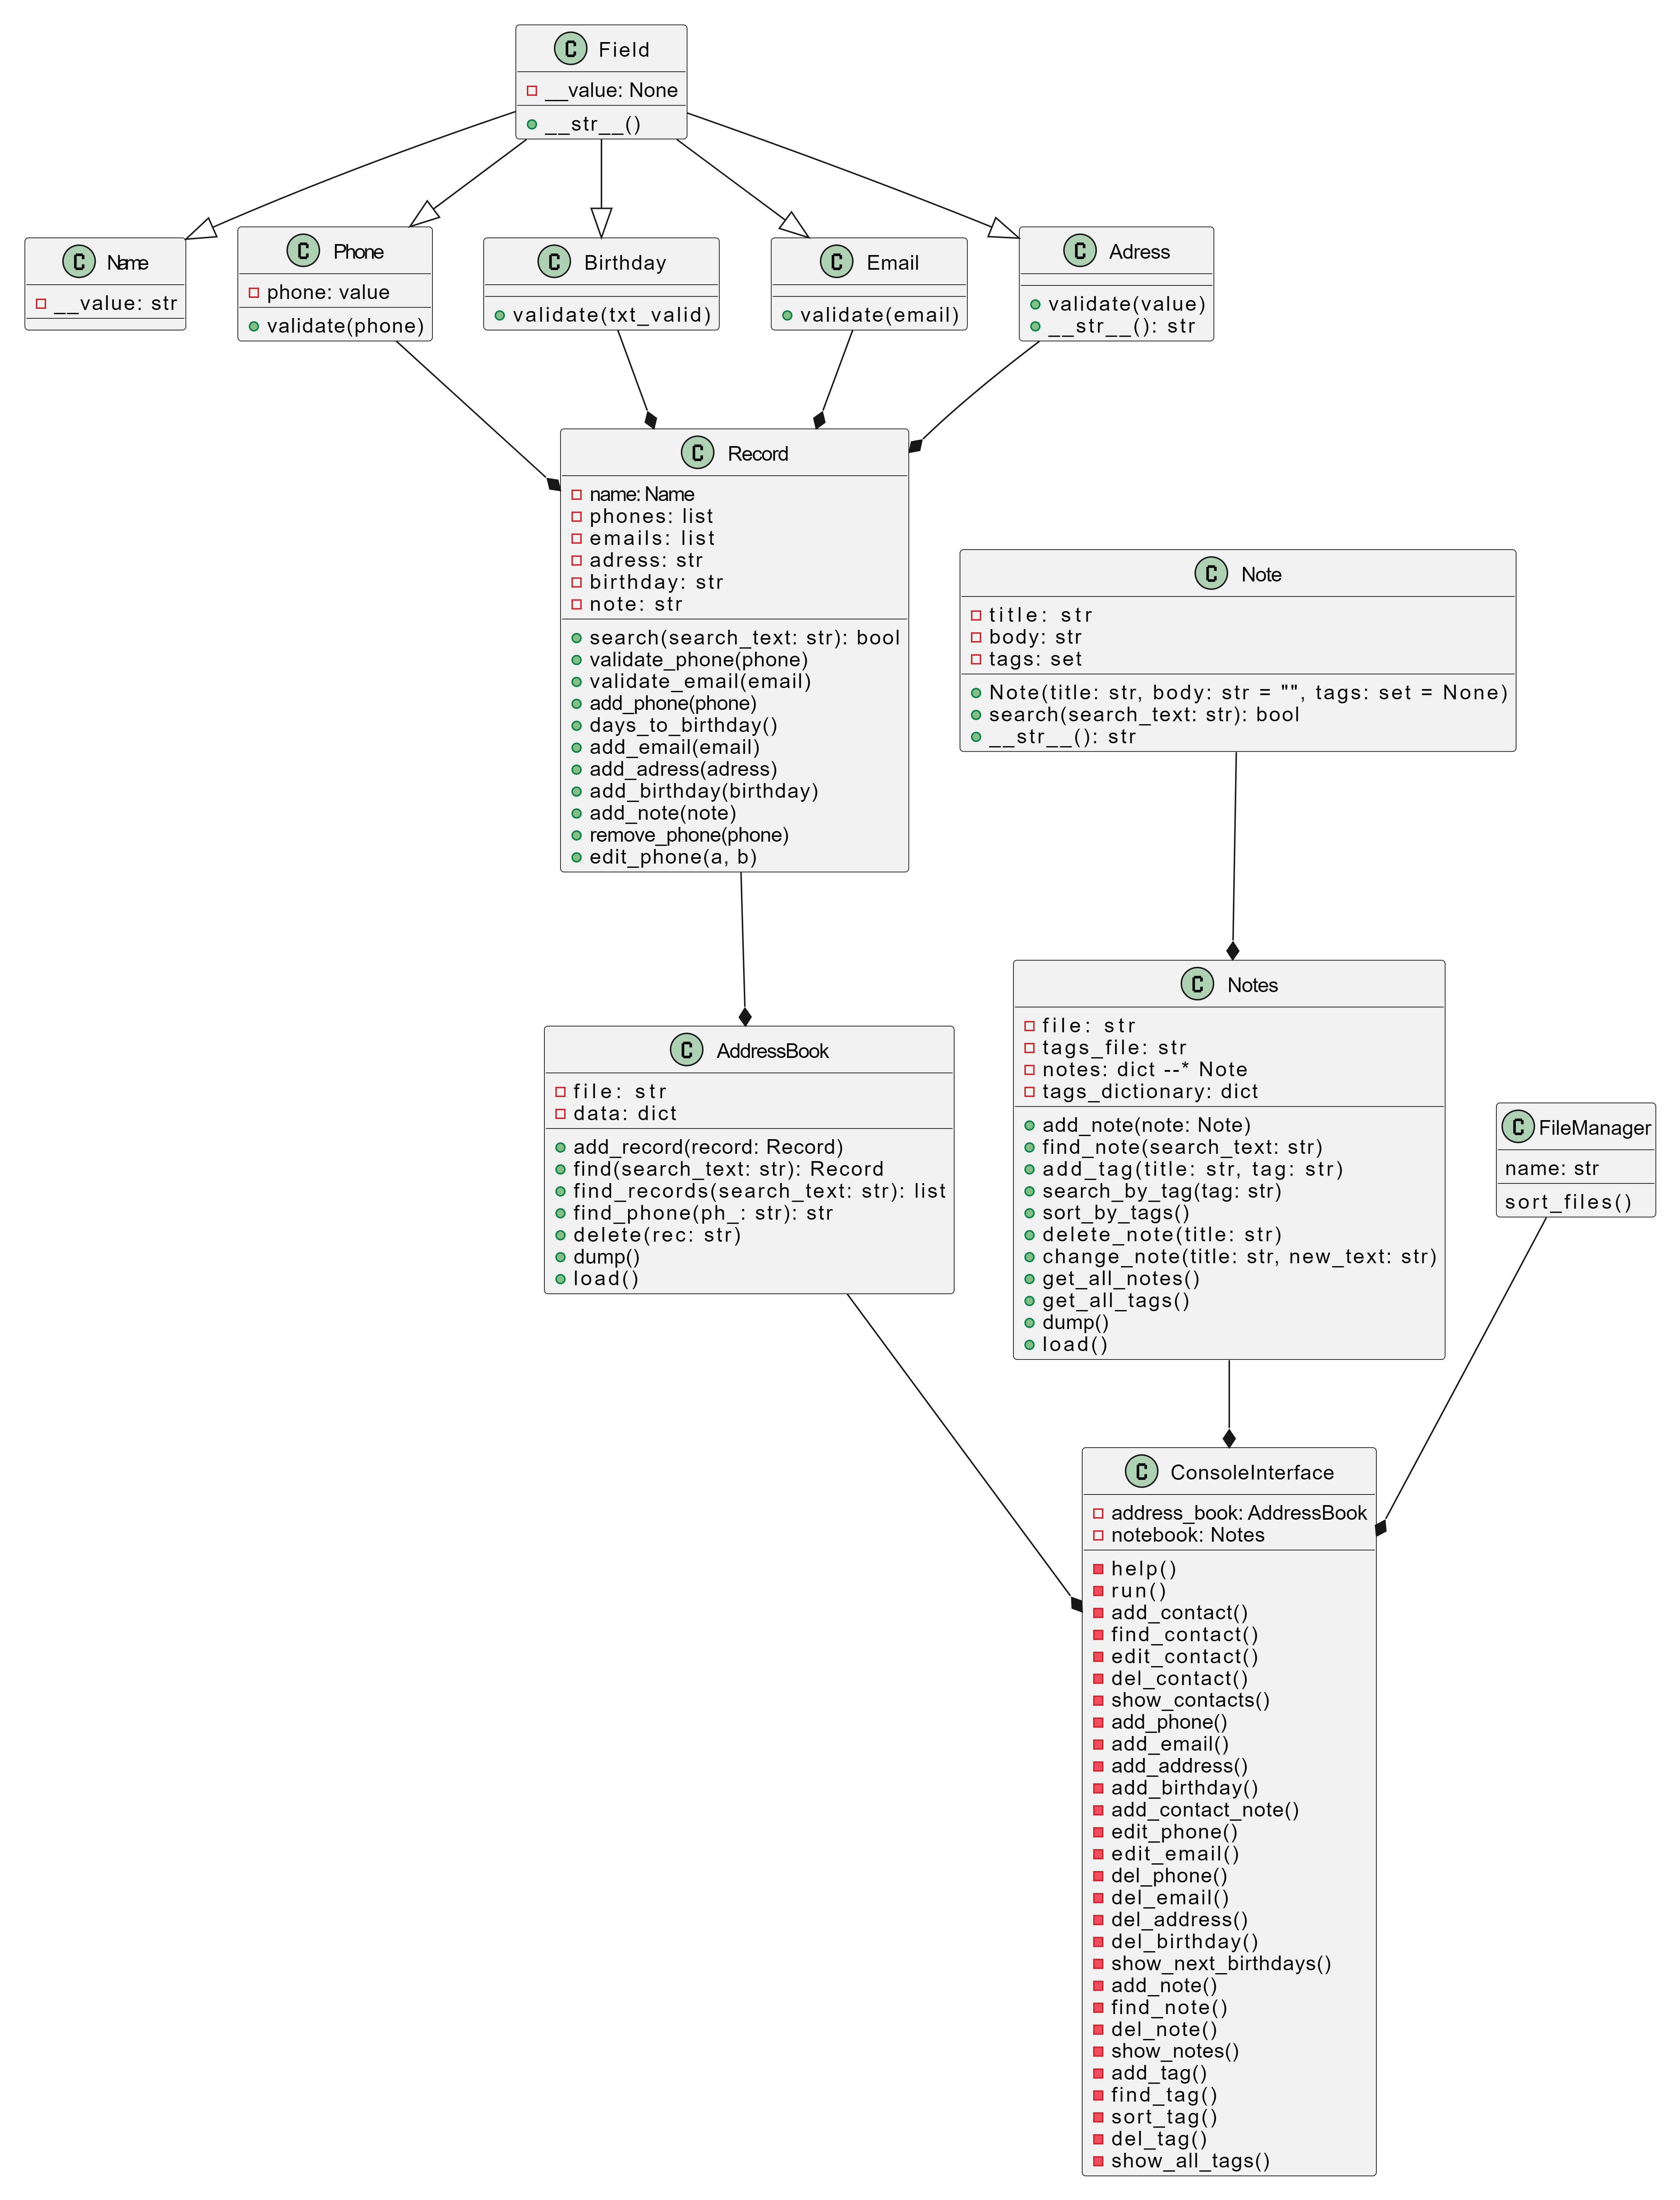 C Field
__value: None
__str__()
C Name
__value: str
C Phone
phone: value
validate(phone)
C Birthday
validate(txt_valid)
C Email
validate(email)
C Adress
validate(value)
__str__(): str
C Record
name: Name
phones: list
emails: list
adress: str
birthday: str
note: str
search(search_text: str): bool
validate_phone(phone)
validate_email(email)
add_phone(phone)
days_to_birthday()
add_email(email)
add_adress(adress)
add_birthday(birthday)
add_note(note)
remove_phone(phone)
edit_phone(a, b)
C Note
title: str
body: str
tags: set
Note(title: str, body: str = "", tags: set = None)
search(search_text: str): bool
__str__(): str
C AddressBook
file: str
data: dict
add_record(record: Record)
find(search_text: str): Record
find_records(search_text: str): list
find_phone(ph_: str): str
delete(rec: str)
dump()
load()
C Notes
file: str
tags_file: str
notes: dict --* Note
tags_dictionary: dict
add_note(note: Note)
find_note(search_text: str)
add_tag(title: str, tag: str)
search_by_tag(tag: str)
sort_by_tags()
delete_note(title: str)
change_note(title: str, new_text: str)
get_all_notes()
get_all_tags()
dump()
load()
C FileManager
name: str
sort_files()
C ConsoleInterface
address_book: AddressBook
notebook: Notes
help()
run()
add_contact()
find_contact()
edit_contact()
del_contact()
show_contacts()
add_phone()
add_email()
add_address()
add_birthday()
add_contact_note()
edit_phone()
edit_email()
del_phone()
del_email()
del_address()
del_birthday()
show_next_birthdays()
add_note()
find_note()
del_note()
show_notes()
add_tag()
find_tag()
sort_tag()
del_tag()
show_all_tags()